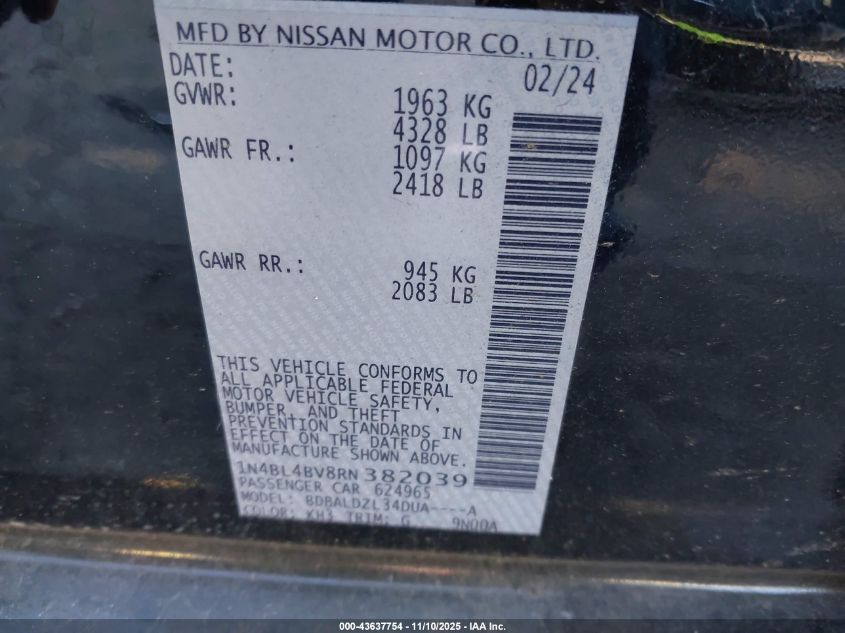 MFD BY NISSAN MOTOR CO., LTD.
DATE: 02/24
GVWR: 1963 KG
4328 LB
GAWR FR.: 1097 KG
2418 LB
GAWR RR.: 945 KG
2083 LB
THIS VEHICLE CONFORMS TO
ALL APPLICABLE FEDERAL
MOTOR VEHICLE SAFETY,
BUMPER, AND THEFT
PREVENTION STANDARDS IN
EFFECT ON THE DATE OF
MANUFACTURE SHOWN ABOVE.
1N4BL4BV8RN382039
PASSENGER CAR 624965
MODEL: BDBALDZL34DUA----A
COLOR: KH3 TRIM: G 9N00A
000-43637754 - 11/10/2025 - IAA Inc.